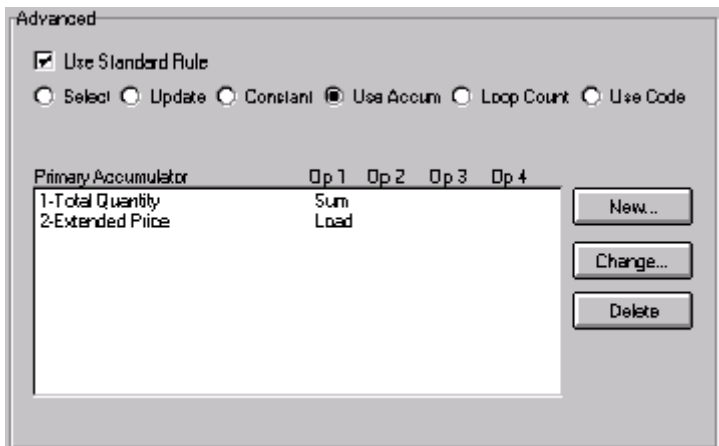 Advanced
Use Standard Rule
Select Update Constant Use Accum Loop Count Use Code
Primary Accumulator Op 1 Op 2 Op 3 Op 4
1-Total Quantity Sum
2-Extended Price Load
New...
Change...
Delete